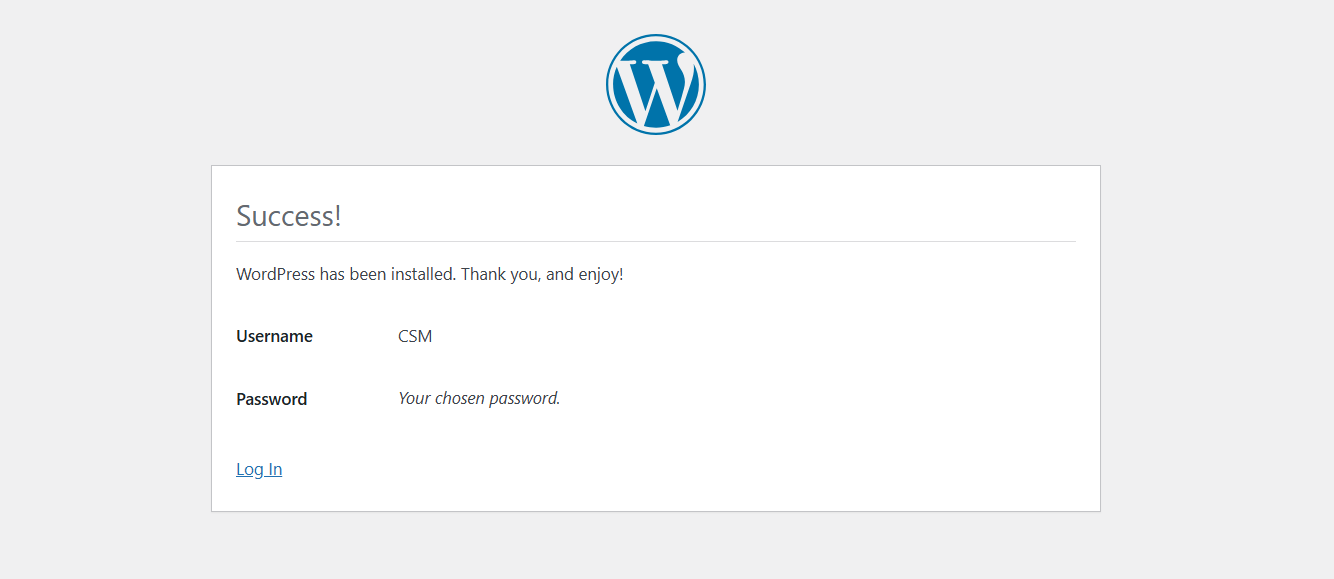 Success!
WordPress has been installed. Thank you, and enjoy!
Username CSM
Password Your chosen password.
Log In